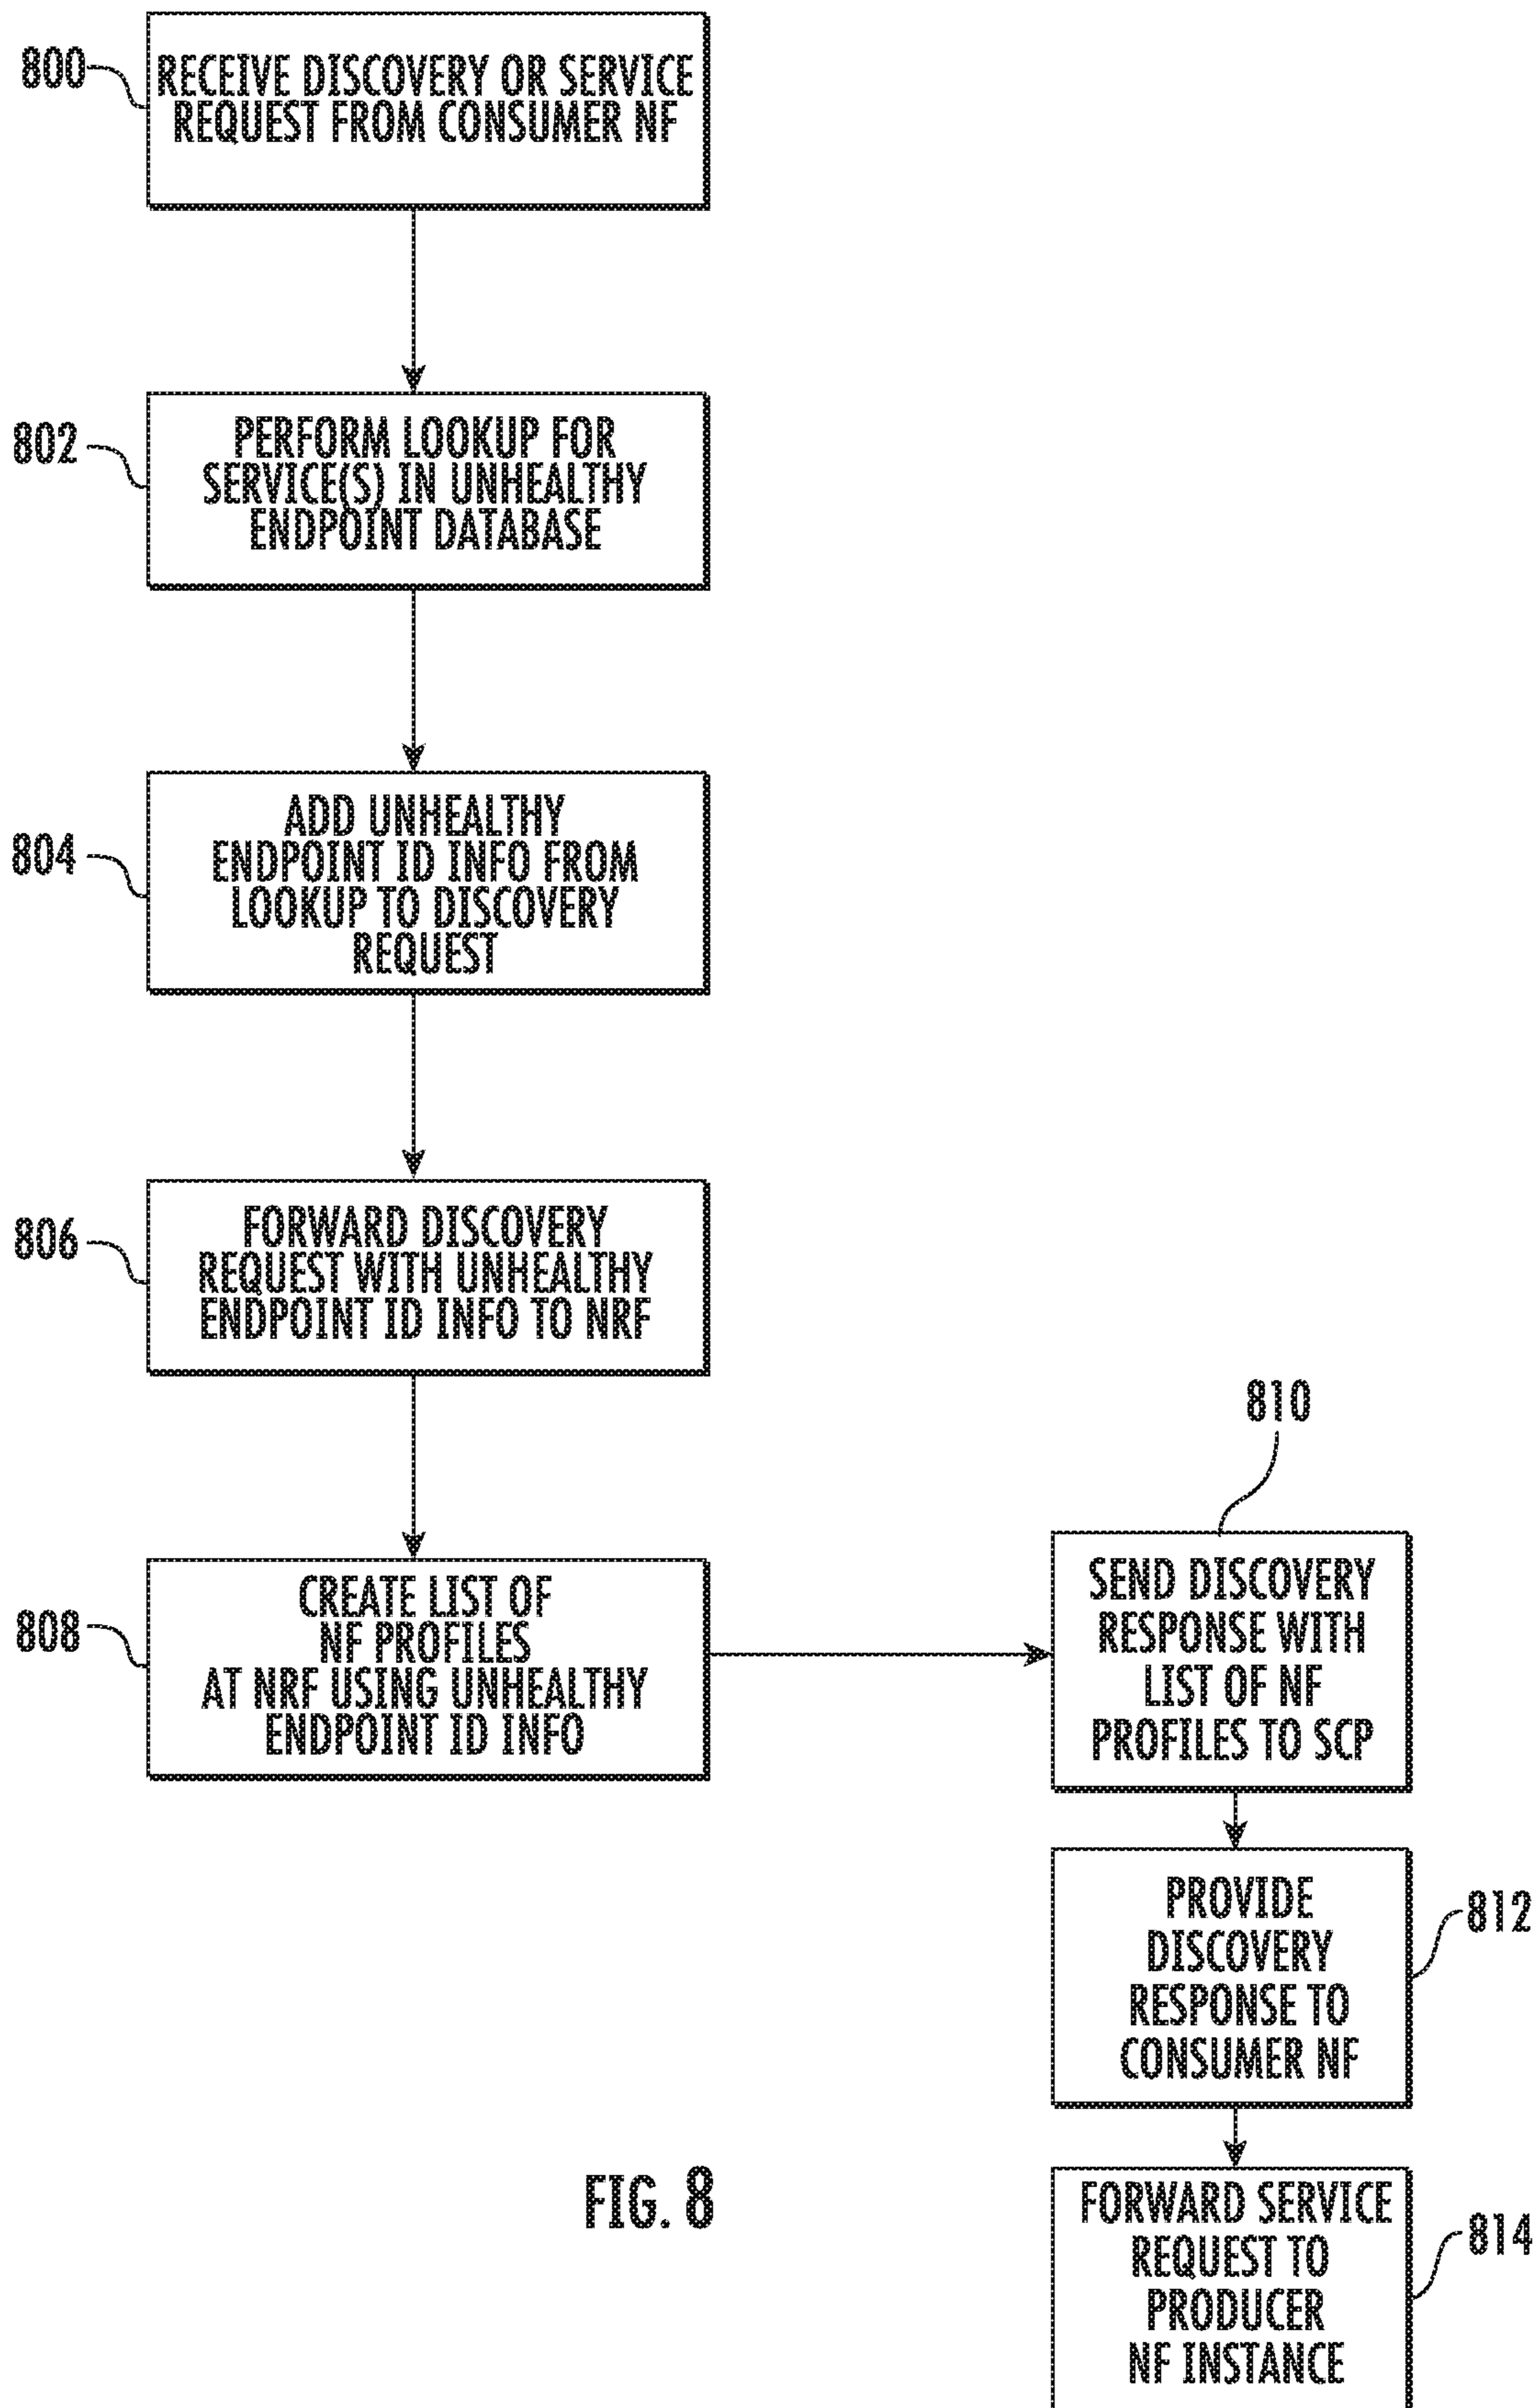 800
RECEIVE DISCOVERY OR SERVICE
REQUEST FROM CONSUMER NF
802
PERFORM LOOKUP FOR
SERVICE(S) IN UNHEALTHY
ENDPOINT DATABASE
804
ADD UNHEALTHY
ENDPOINT ID INFO FROM
LOOKUP TO DISCOVERY
REQUEST
806
FORWARD DISCOVERY
REQUEST WITH UNHEALTHY
ENDPOINT ID INFO TO NRF
808
CREATE LIST OF
NF PROFILES
AT NRF USING UNHEALTHY
ENDPOINT ID INFO
810
SEND DISCOVERY
RESPONSE WITH
LIST OF NF
PROFILES TO SCP
812
PROVIDE
DISCOVERY
RESPONSE TO
CONSUMER NF
814
FORWARD SERVICE
REQUEST TO
PRODUCER
NF INSTANCE
FIG. 8